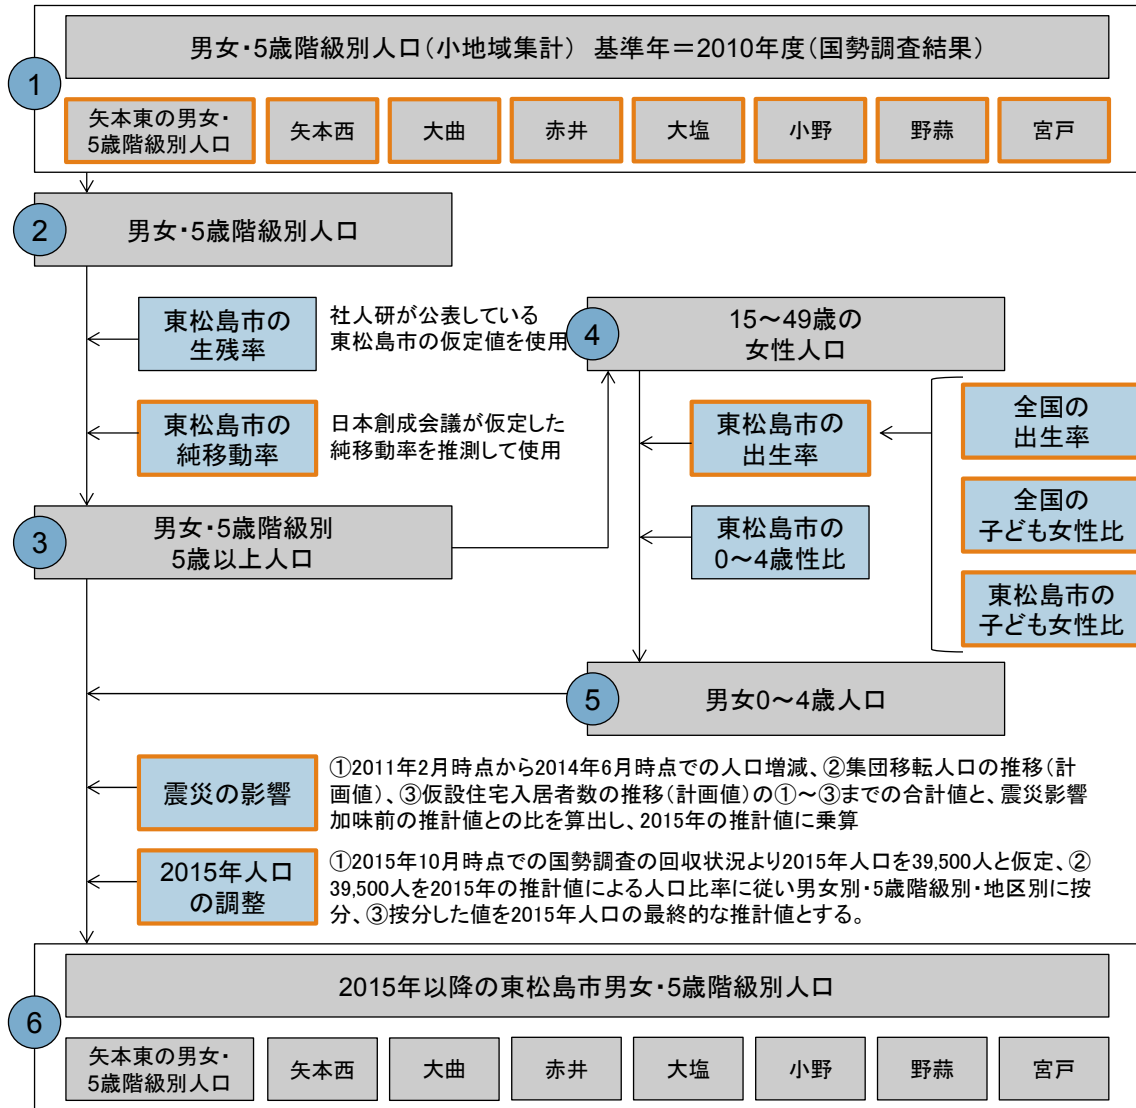 男女・5歳階級別人口（小地域集計） 基準年＝2010年度（国勢調査結果）
1
矢本東の男女・
5歳階級別人口
矢本西
大曲
赤井
大塩
小野
野蒜
宮戸
2
男女・5歳階級別人口
東松島市の
生残率
社人研が公表している
東松島市の仮定値を使用
4
15～49歳の
女性人口
東松島市の
純移動率
日本創成会議が仮定した
純移動率を推測して使用
東松島市の
出生率
全国の
出生率
全国の
子ども女性比
東松島市の
子ども女性比
3
男女・5歳階級別
5歳以上人口
東松島市の
0～4歳性比
5
男女0～4歳人口
震災の影響
①2011年2月時点から2014年6月時点での人口増減、②集団移転人口の推移（計
画値）、③仮設住宅入居者数の推移（計画値）の①～③までの合計値と、震災影響
加味前の推計値との比を算出し、2015年の推計値に乗算
2015年人口
の調整
①2015年10月時点での国勢調査の回収状況より2015年人口を39,500人と仮定、②
39,500人を2015年の推計値による人口比率に従い男女別・5歳階級別・地区別に按
分、③按分した値を2015年人口の最終的な推計値とする。
2015年以降の東松島市男女・5歳階級別人口
6
矢本東の男女・
5歳階級別人口
矢本西
大曲
赤井
大塩
小野
野蒜
宮戸